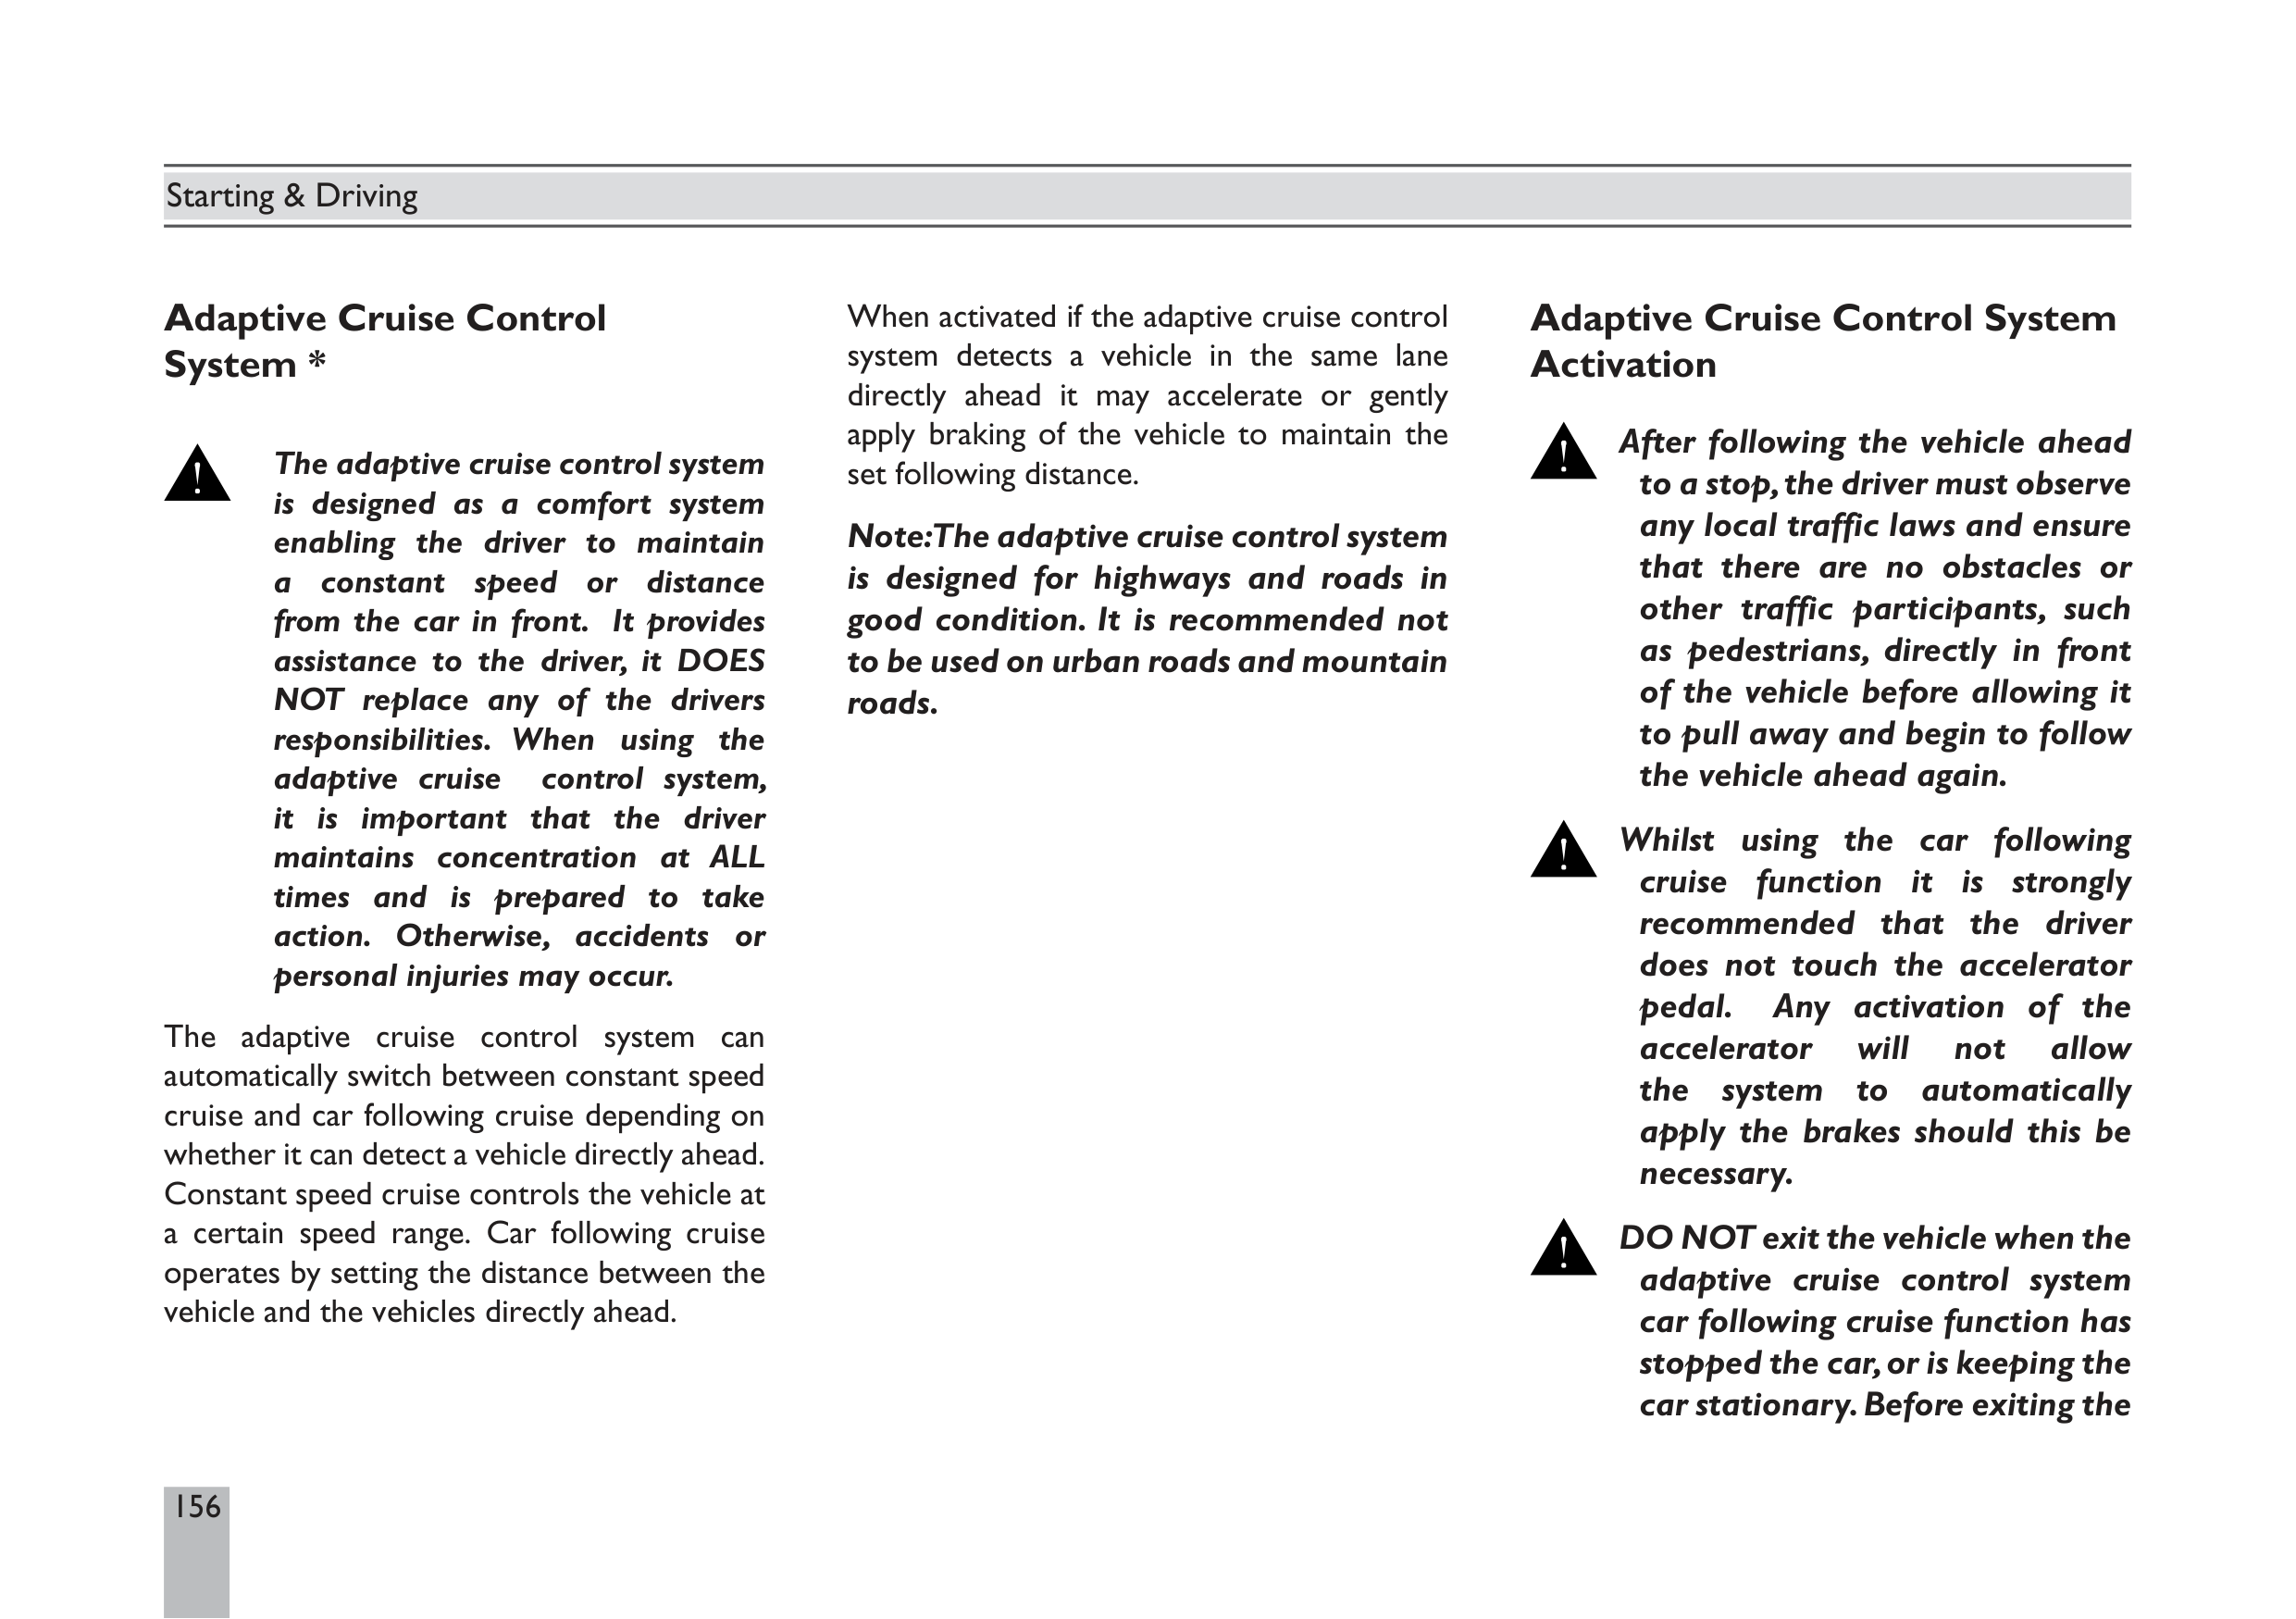 Starting & Driving
Adaptive Cruise Control
System *
The adaptive cruise control system
is designed as a comfort system
enabling the driver to maintain
a constant speed or distance
from the car in front. It provides
assistance to the driver, it DOES
NOT replace any of the drivers
responsibilities. When using the
adaptive cruise control system,
it is important that the driver
maintains concentration at ALL
times and is prepared to take
action. Otherwise, accidents or
personal injuries may occur.
The adaptive cruise control system can
automatically switch between constant speed
cruise and car following cruise depending on
whether it can detect a vehicle directly ahead.
Constant speed cruise controls the vehicle at
a certain speed range. Car following cruise
operates by setting the distance between the
vehicle and the vehicles directly ahead.
When activated if the adaptive cruise control
system detects a vehicle in the same lane
directly ahead it may accelerate or gently
apply braking of the vehicle to maintain the
set following distance.
Note:The adaptive cruise control system
is designed for highways and roads in
good condition. It is recommended not
to be used on urban roads and mountain
roads.
Adaptive Cruise Control System
Activation
After following the vehicle ahead
to a stop, the driver must observe
any local traffic laws and ensure
that there are no obstacles or
other traffic participants, such
as pedestrians, directly in front
of the vehicle before allowing it
to pull away and begin to follow
the vehicle ahead again.
Whilst using the car following
cruise function it is strongly
recommended that the driver
does not touch the accelerator
pedal. Any activation of the
accelerator will not allow
the system to automatically
apply the brakes should this be
necessary.
DO NOT exit the vehicle when the
adaptive cruise control system
car following cruise function has
stopped the car, or is keeping the
car stationary. Before exiting the
156